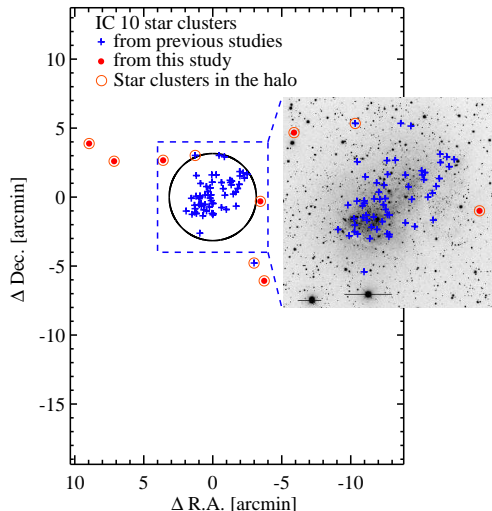 IC 10 star clusters
+ from previous studies
from this study
Star clusters in the halo
10
5
0
-5
-10
-15
Δ Dec. [arcmin]
10 5 0 -5 -10
Δ R.A. [arcmin]